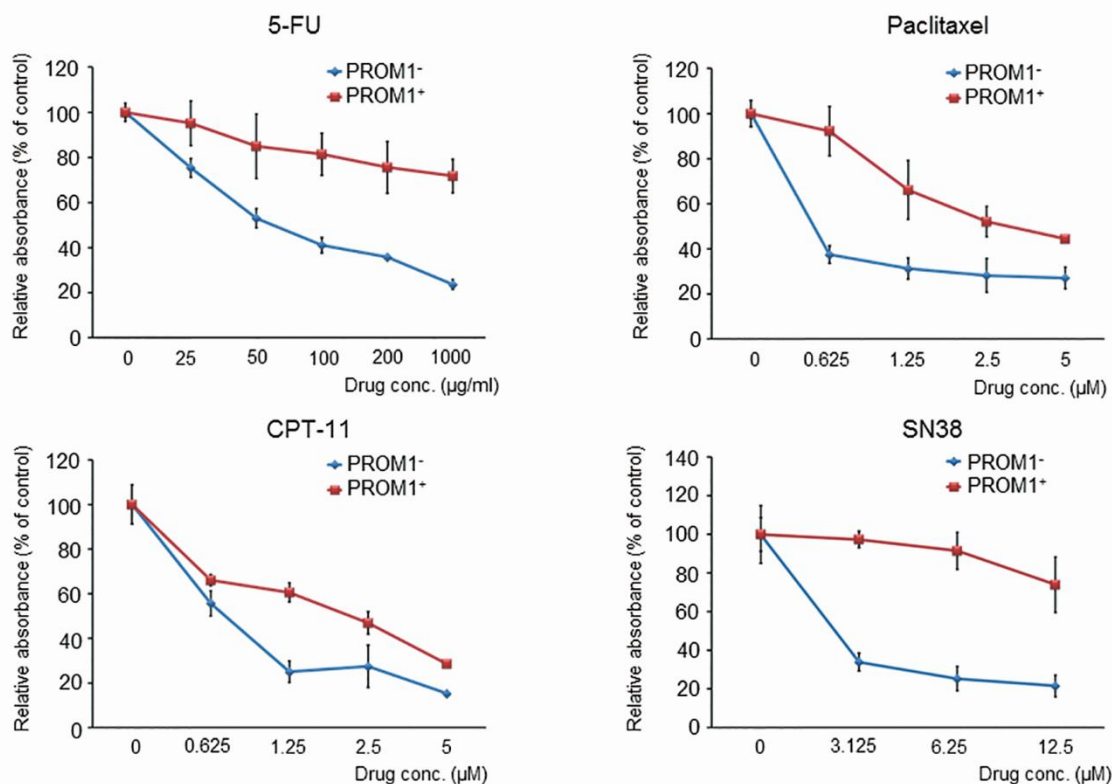 5-FU
Relative absorbance (% of control)
120
100
80
60
40
20
0
PROM1⁻
PROM1⁺
0 25 50 100 200 1000
Drug conc. (µg/ml)
Paclitaxel
Relative absorbance (% of control)
120
100
80
60
40
20
0
PROM1⁻
PROM1⁺
0 0.625 1.25 2.5 5
Drug conc. (µM)
CPT-11
Relative absorbance (% of control)
120
100
80
60
40
20
0
PROM1⁻
PROM1⁺
0 0.625 1.25 2.5 5
Drug conc. (µM)
SN38
Relative absorbance (% of control)
140
120
100
80
60
40
20
0
PROM1⁻
PROM1⁺
0 3.125 6.25 12.5
Drug conc. (µM)